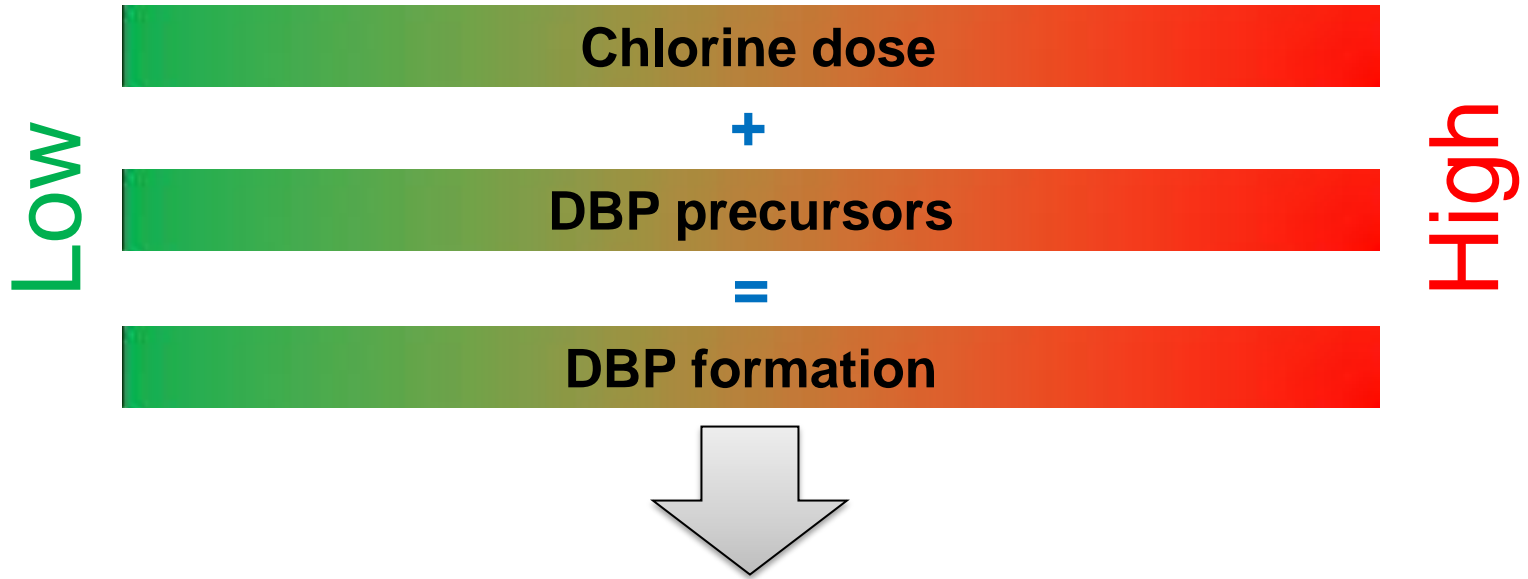 Chlorine dose
+
Low
High
DBP precursors
=
DBP formation